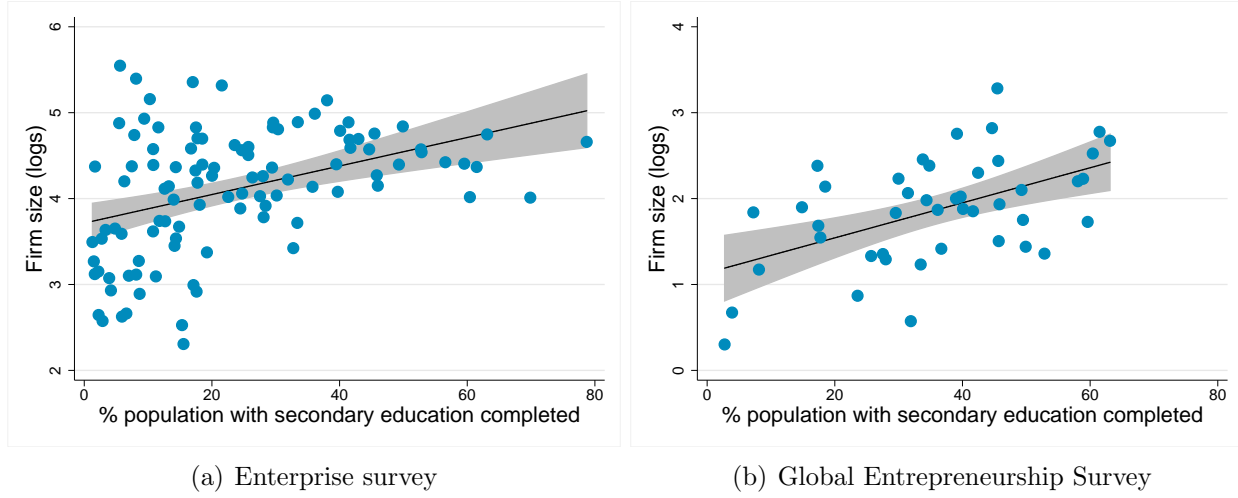 6
5
4
3
2
Firm size (logs)
0 20 40 60 80
% population with secondary education completed
(a) Enterprise survey
4
3
2
1
0
Firm size (logs)
0 20 40 60 80
% population with secondary education completed
(b) Global Entrepreneurship Survey